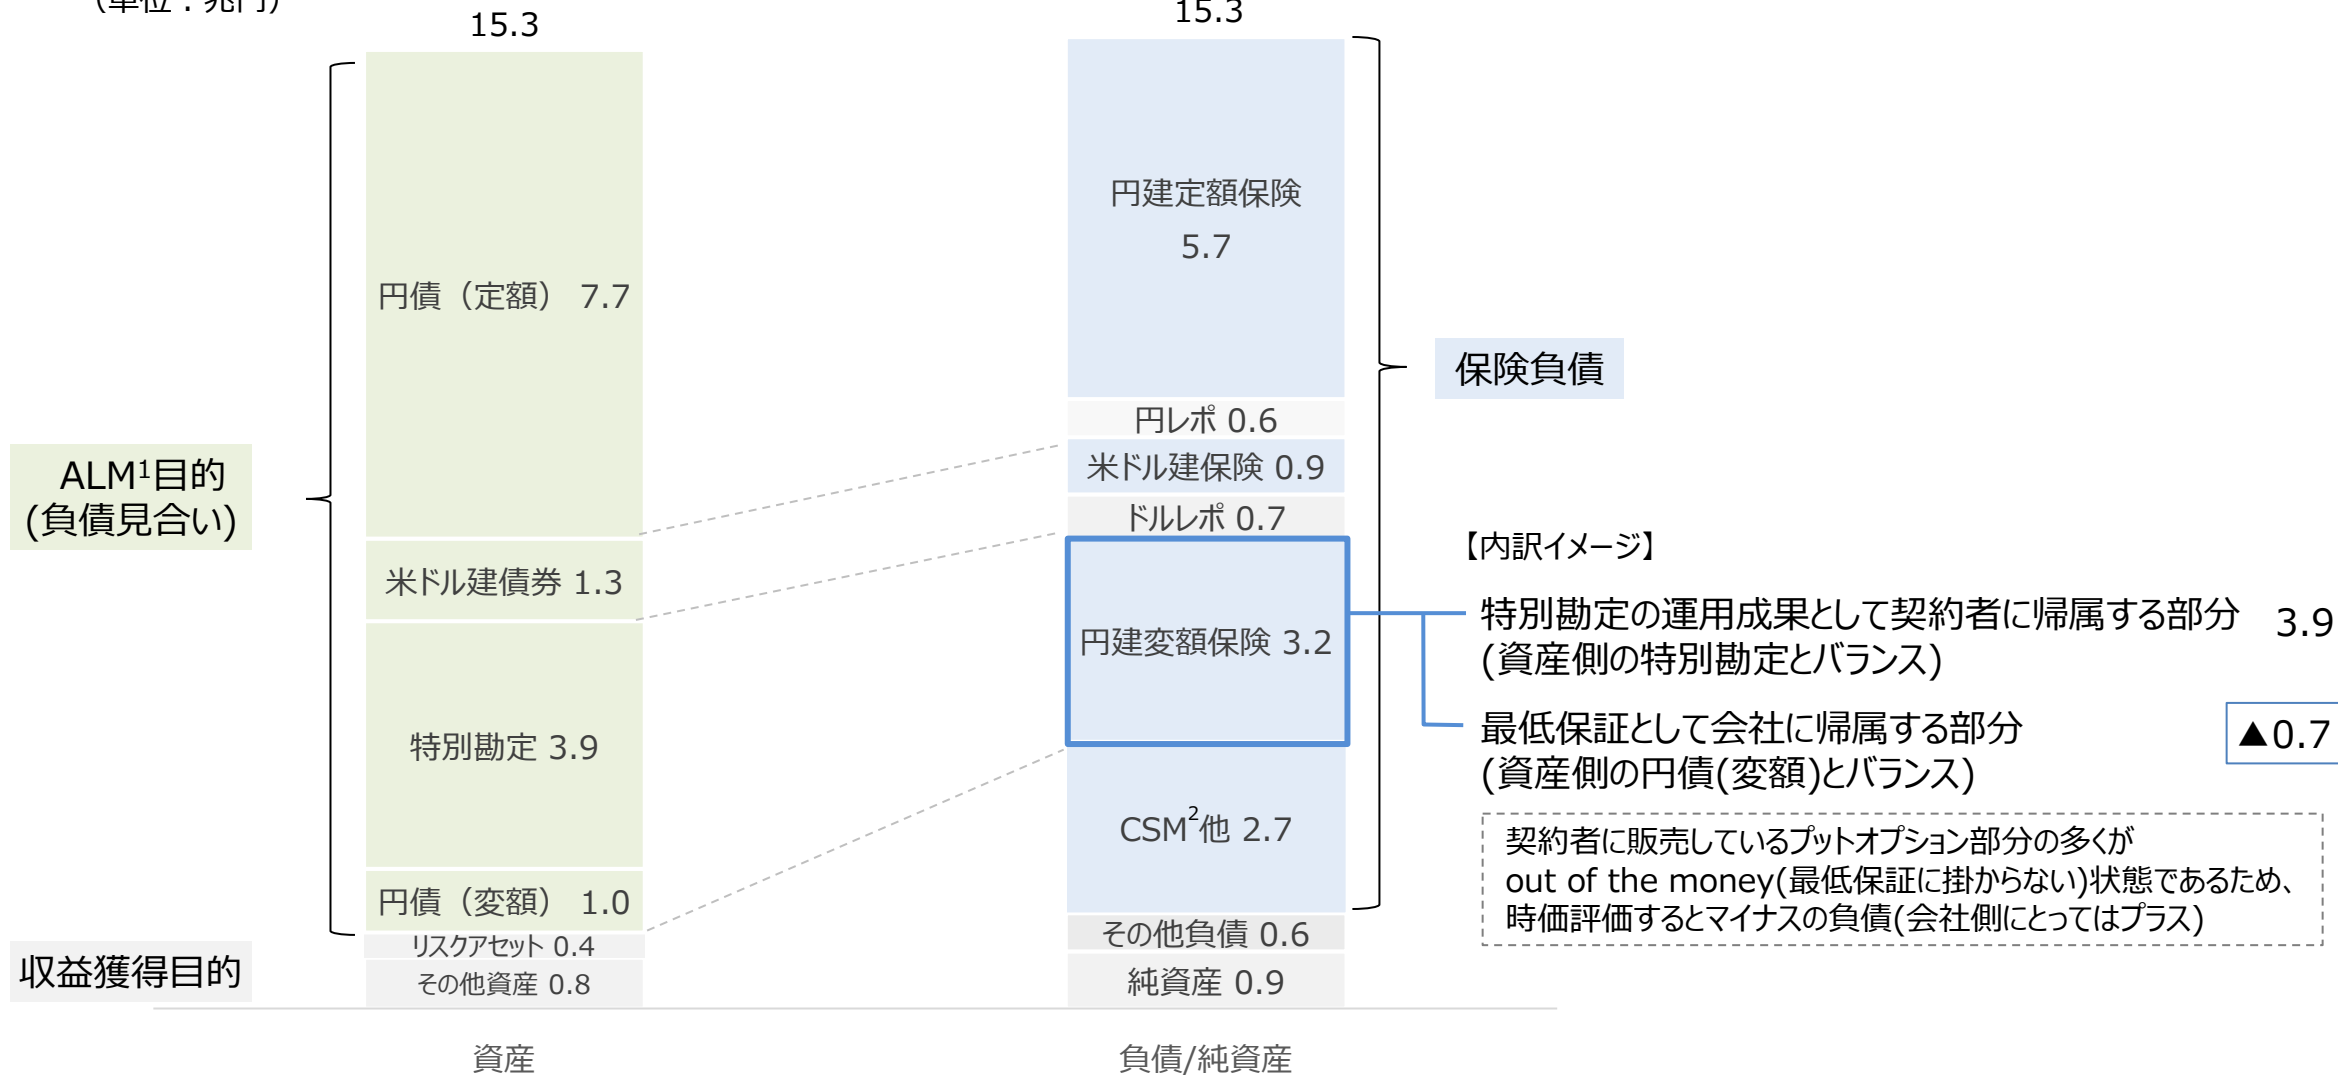 （単位：兆円）
15.3
15.3
円債（定額） 7.7
米ドル建債券 1.3
特別勘定 3.9
円債（変額） 1.0
リスクアセット 0.4
その他資産 0.8
ALM1目的
(負債見合い)
収益獲得目的
円建定額保険
5.7
円レポ 0.6
米ドル建保険 0.9
ドルレポ 0.7
円建変額保険 3.2
CSM2他 2.7
その他負債 0.6
純資産 0.9
保険負債
【内訳イメージ】
特別勘定の運用成果として契約者に帰属する部分 3.9
(資産側の特別勘定とバランス)
最低保証として会社に帰属する部分 ▲0.7
(資産側の円債(変額)とバランス)
契約者に販売しているプットオプション部分の多くが
out of the money(最低保証に掛からない)状態であるため、
時価評価するとマイナスの負債(会社側にとってはプラス)
資産
負債/純資産